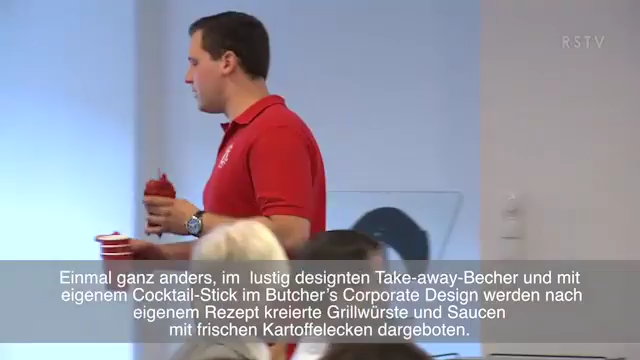 RSTV
Einmal ganz anders, im lustig designten Take-away-Becher und mit
eigenem Cocktail-Stick im Butcher's Corporate Design werden nach
eigenem Rezept kreierte Grillwürste und Saucen
mit frischen Kartoffelecken dargeboten.